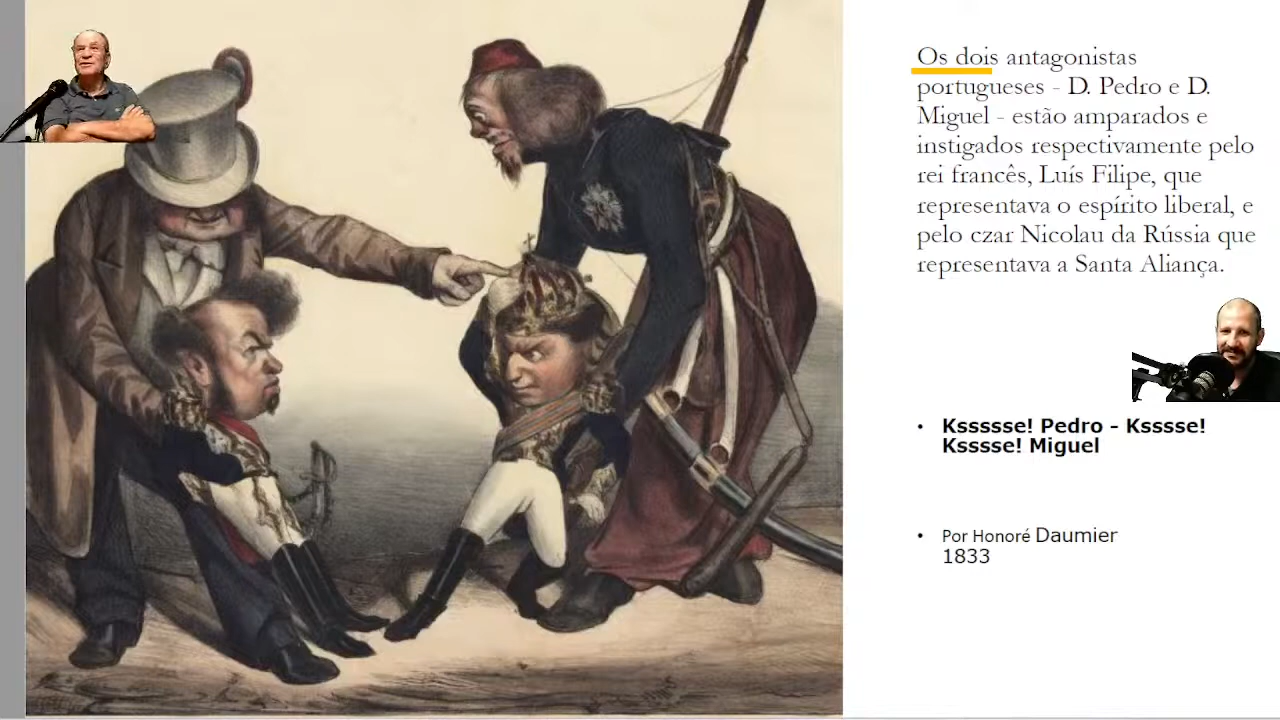 Os dois antagonistas
portugueses - D. Pedro e D.
Miguel - estão amparados e
instigados respectivamente pelo
rei francês, Luís Filipe, que
representava o espírito liberal, e
pelo czar Nicolau da Rússia que
representava a Santa Aliança.
• Kssssse! Pedro - Ksssse!
Ksssse! Miguel
• Por Honoré Daumier
1833